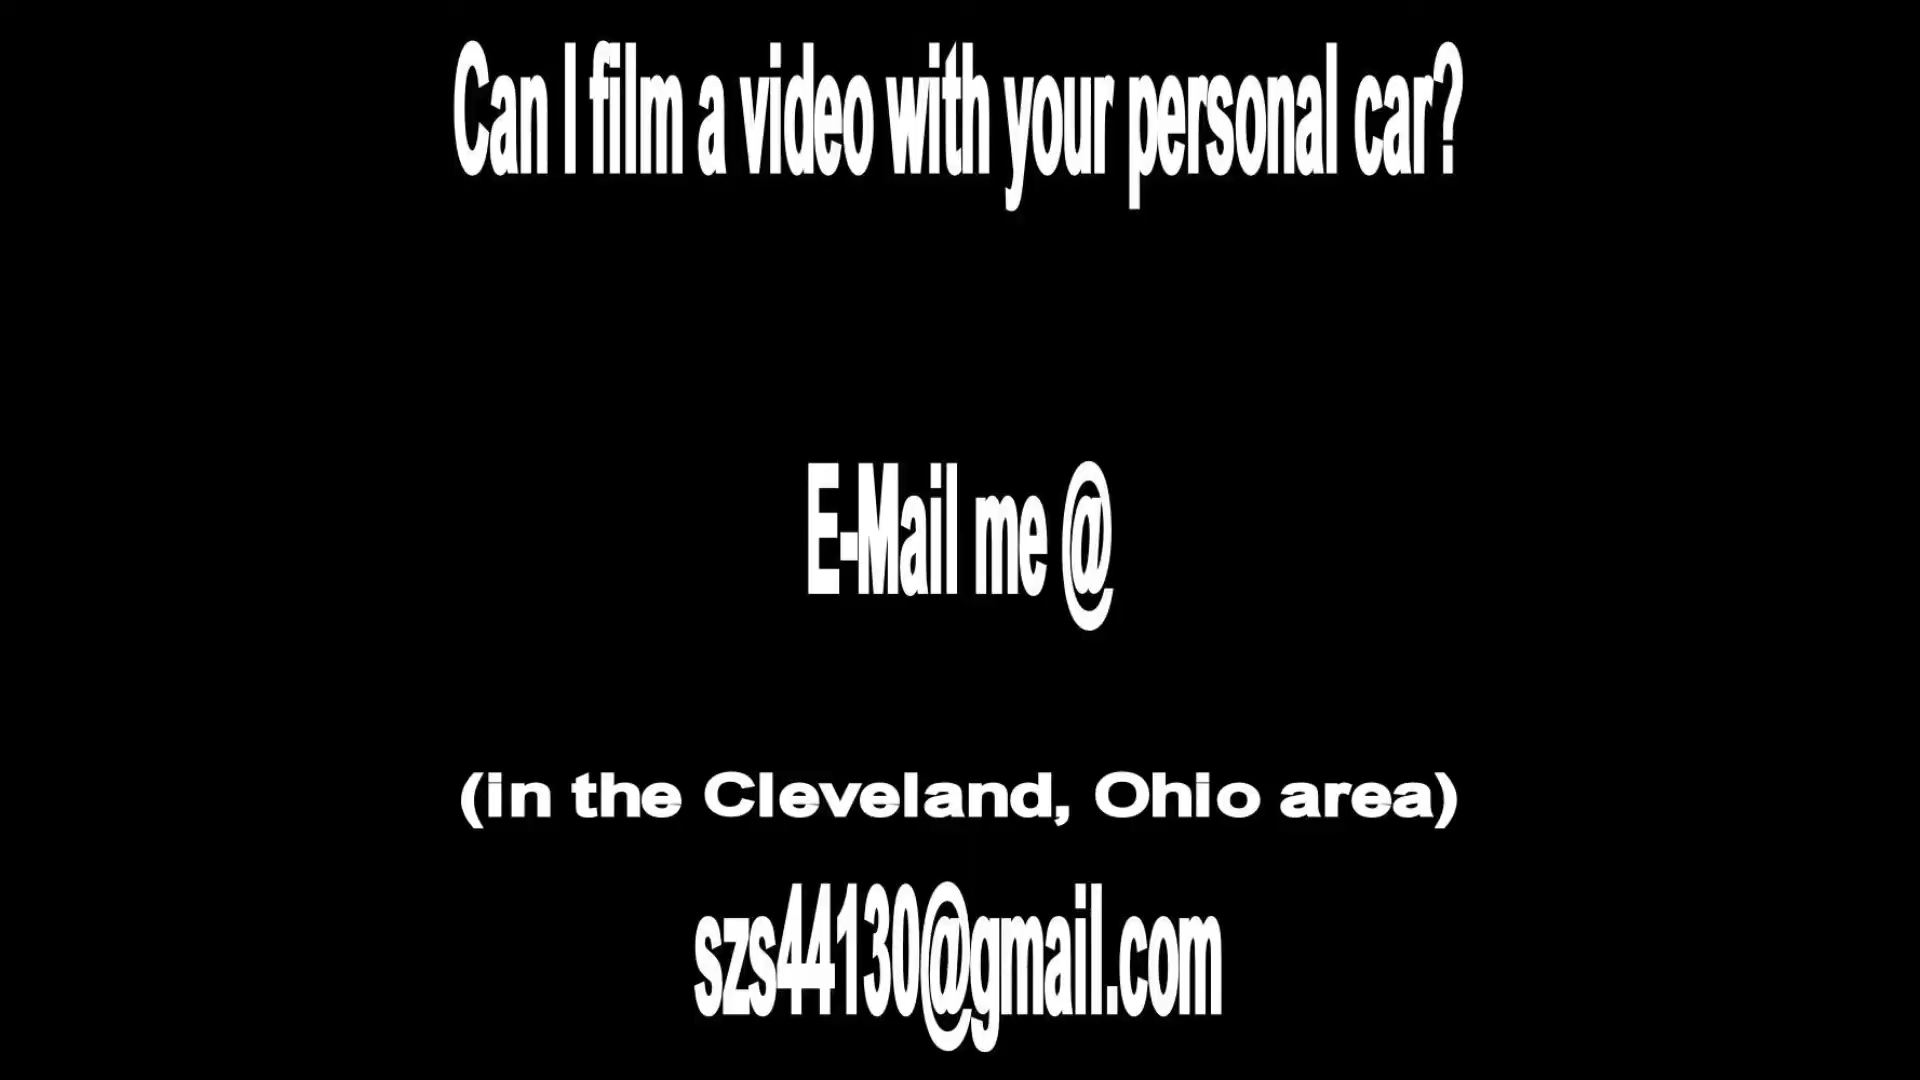 Can I film a video with your personal car?
E-Mail me @
(in the Cleveland, Ohio area)
szs44130@gmail.com